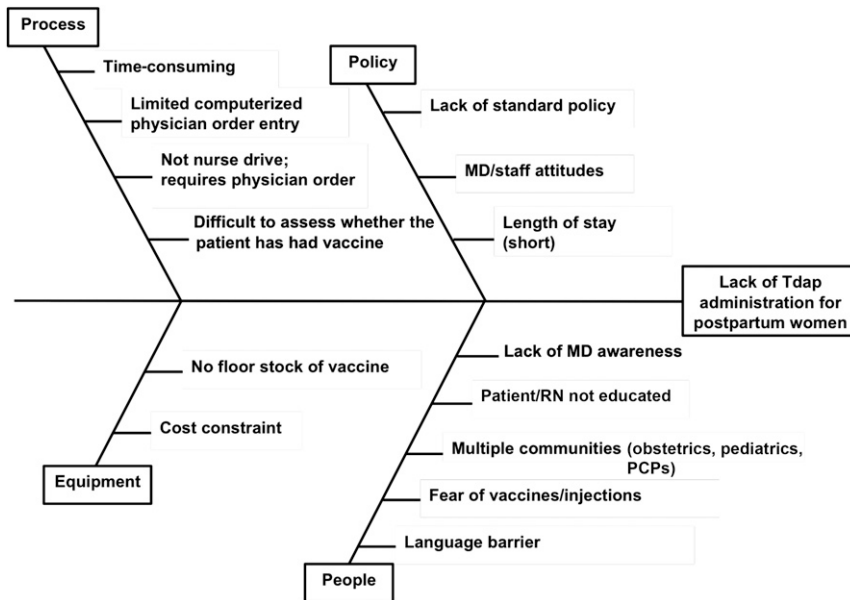 Process
Time-consuming
Limited computerized
physician order entry
Not nurse drive;
requires physician order
Difficult to assess whether the
patient has had vaccine
Policy
Lack of standard policy
MD/staff attitudes
Length of stay
(short)
Lack of Tdap
administration for
postpartum women
No floor stock of vaccine
Cost constraint
Equipment
Lack of MD awareness
Patient/RN not educated
Multiple communities (obstetrics, pediatrics,
PCPs)
Fear of vaccines/injections
Language barrier
People